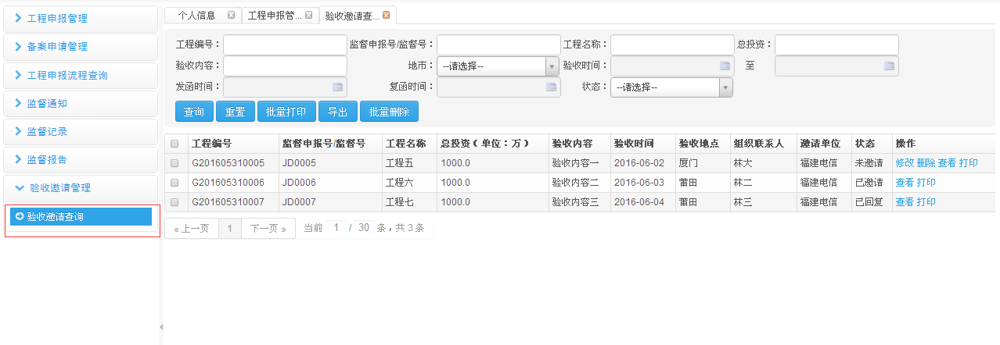 工程申报管理
备案申请管理
工程申报流程查询
监督通知
监督记录
监督报告
验收邀请管理
验收邀请查询
个人信息 工程申报管... 验收邀请查...
工程编号： 监督申报号/监督号： 工程名称： 总投资：
验收内容： 地市： --请选择-- 验收时间： 至
发函时间： 复函时间： 状态： --请选择--
查询 重置 批量打印 导出 批量删除
工程编号 监督申报号/监督号 工程名称 总投资（单位：万） 验收内容 验收时间 验收地点 组织联系人 邀请单位 状态 操作
G201605310005 JD0005 工程五 1000.0 验收内容一 2016-06-02 厦门 林大 福建电信 未邀请 修改 删除 查看 打印
G201605310006 JD0006 工程六 1000.0 验收内容二 2016-06-03 莆田 林二 福建电信 已邀请 查看 打印
G201605310007 JD0007 工程七 1000.0 验收内容三 2016-06-04 莆田 林三 福建电信 已回复 查看 打印
« 上一页 1 下一页 » 当前 1 / 30 条，共 3 条